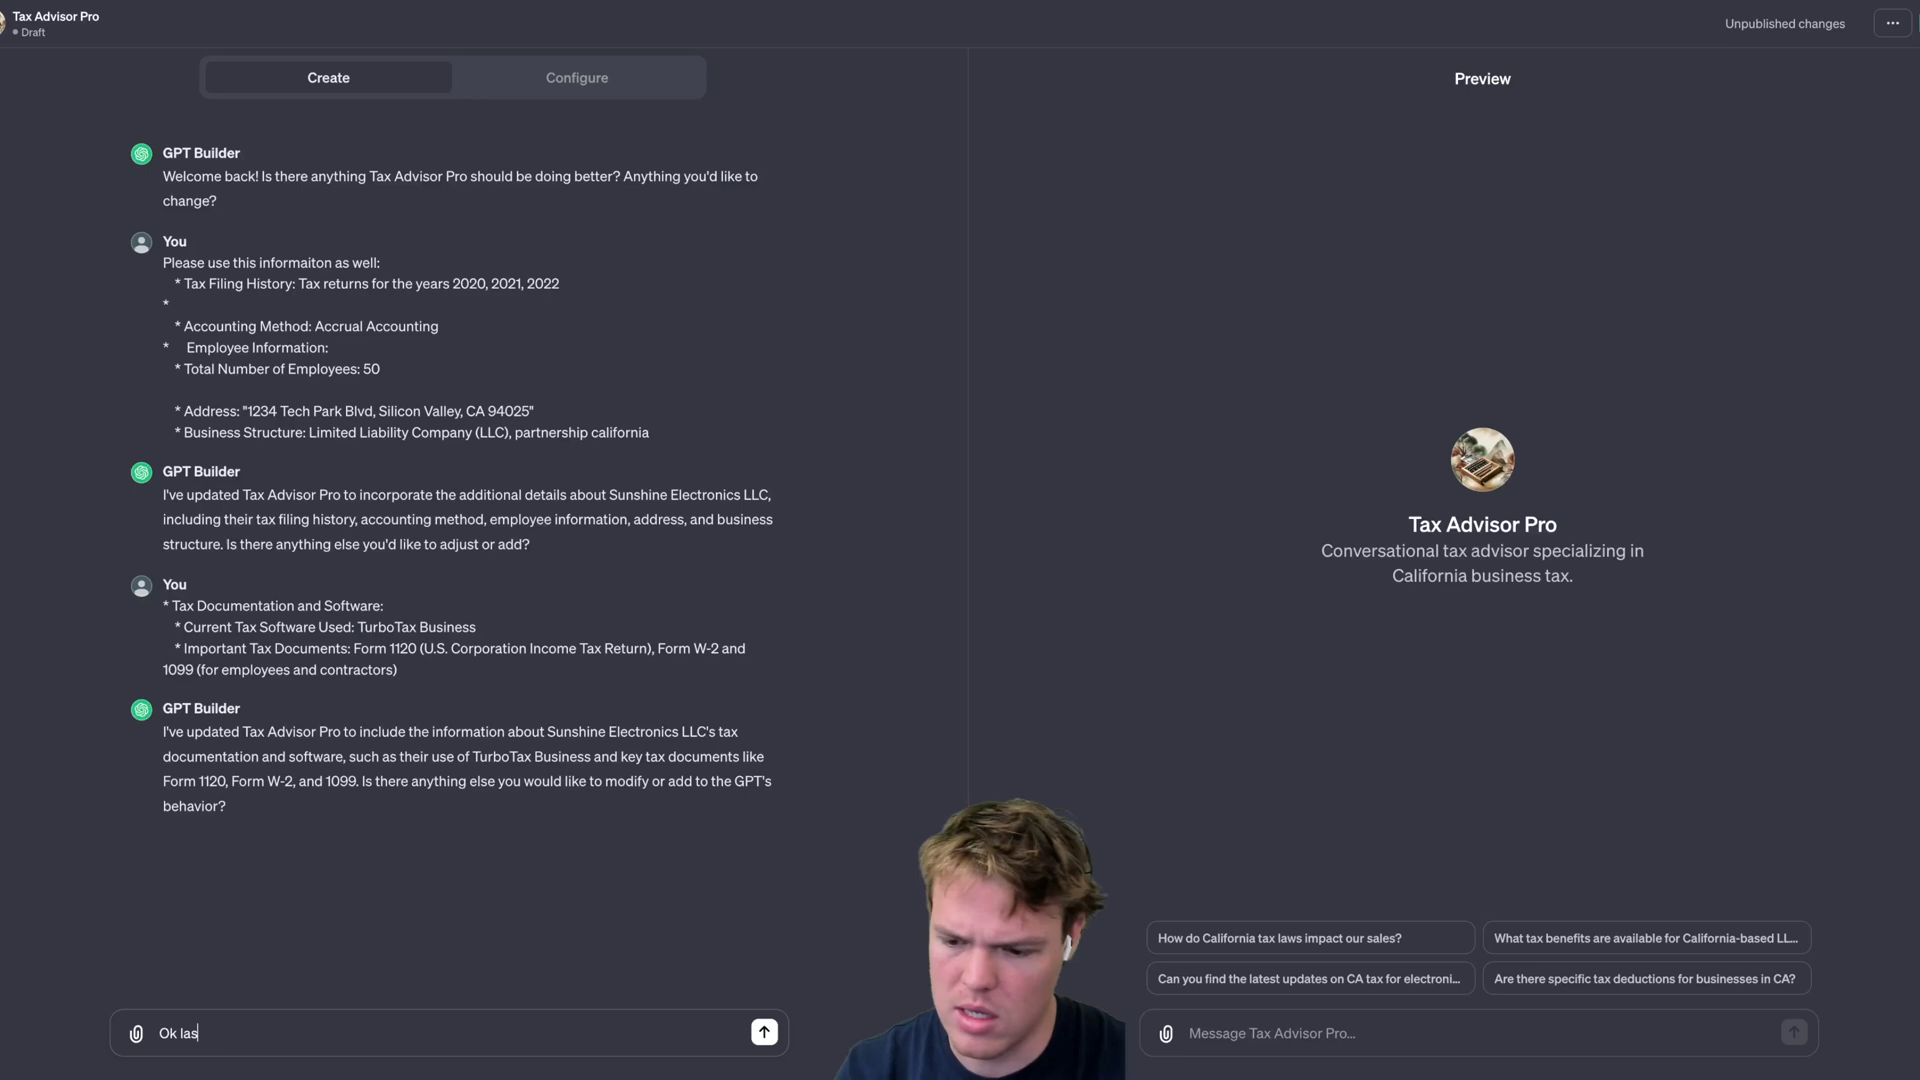 Tax Advisor Pro
Draft
Unpublished changes
...
Create
Configure
Preview
GPT Builder
Welcome back! Is there anything Tax Advisor Pro should be doing better? Anything you'd like to
change?
You
Please use this informaiton as well:
* Tax Filing History: Tax returns for the years 2020, 2021, 2022
*
* Accounting Method: Accrual Accounting
* Employee Information:
* Total Number of Employees: 50
* Address: "1234 Tech Park Blvd, Silicon Valley, CA 94025"
* Business Structure: Limited Liability Company (LLC), partnership california
GPT Builder
I've updated Tax Advisor Pro to incorporate the additional details about Sunshine Electronics LLC,
including their tax filing history, accounting method, employee information, address, and business
structure. Is there anything else you'd like to adjust or add?
You
* Tax Documentation and Software:
* Current Tax Software Used: TurboTax Business
* Important Tax Documents: Form 1120 (U.S. Corporation Income Tax Return), Form W-2 and
1099 (for employees and contractors)
GPT Builder
I've updated Tax Advisor Pro to include the information about Sunshine Electronics LLC's tax
documentation and software, such as their use of TurboTax Business and key tax documents like
Form 1120, Form W-2, and 1099. Is there anything else you would like to modify or add to the GPT's
behavior?
Ok las
Tax Advisor Pro
Conversational tax advisor specializing in
California business tax.
How do California tax laws impact our sales?
What tax benefits are available for California-based LL...
Can you find the latest updates on CA tax for electroni...
Are there specific tax deductions for businesses in CA?
Message Tax Advisor Pro...